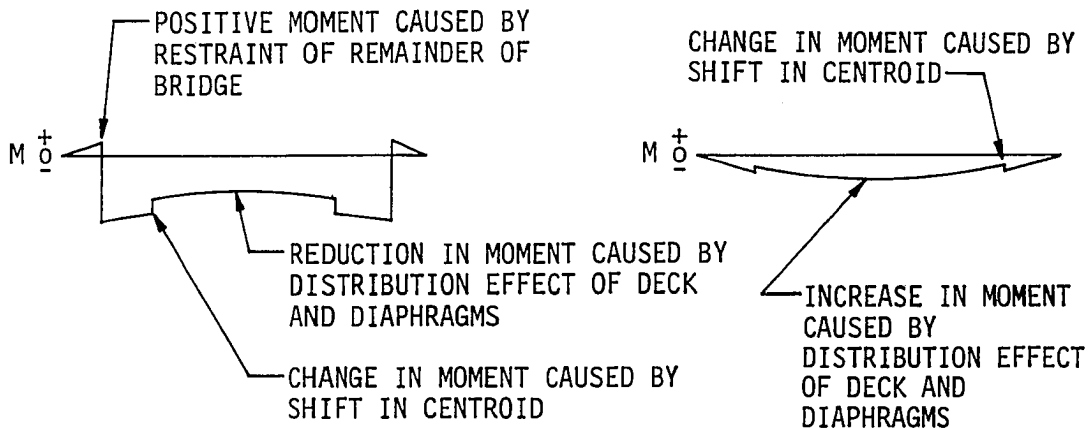 POSITIVE MOMENT CAUSED BY
RESTRAINT OF REMAINDER OF
BRIDGE
M + 0 -
REDUCTION IN MOMENT CAUSED BY
DISTRIBUTION EFFECT OF DECK
AND DIAPHRAGMS
CHANGE IN MOMENT CAUSED BY
SHIFT IN CENTROID
CHANGE IN MOMENT CAUSED BY
SHIFT IN CENTROID
M + 0 -
INCREASE IN MOMENT
CAUSED BY
DISTRIBUTION EFFECT
OF DECK AND
DIAPHRAGMS